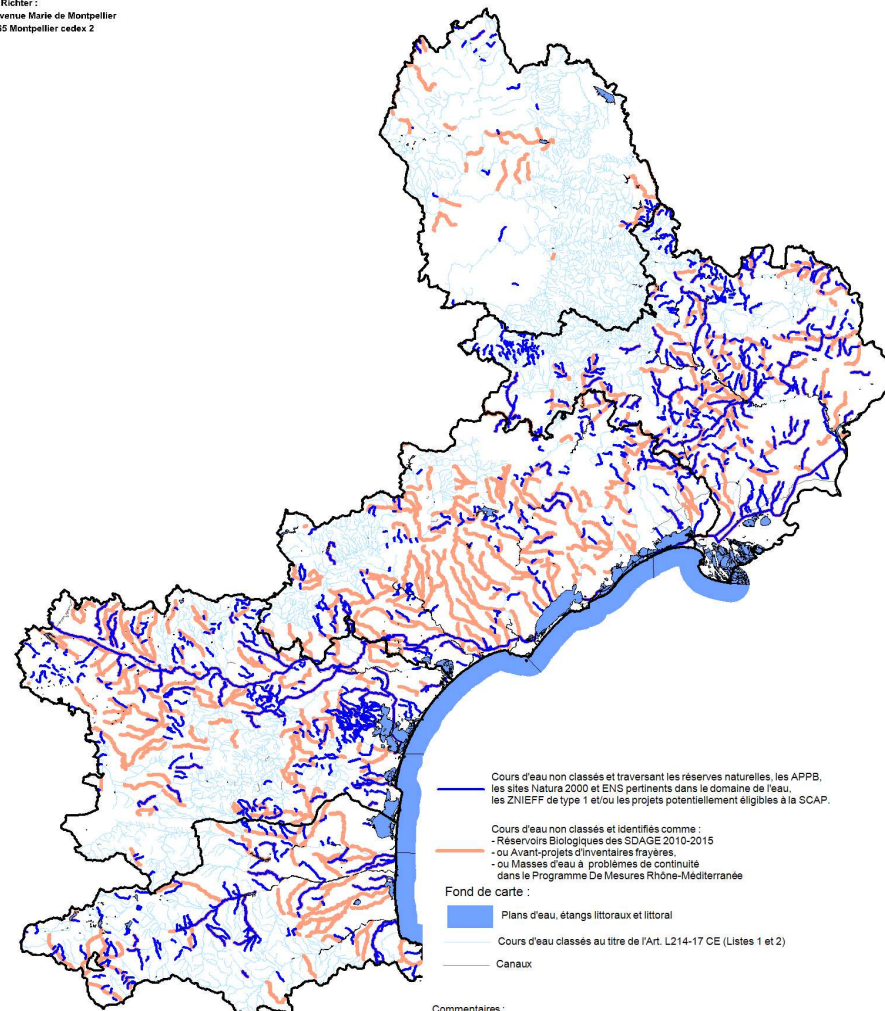 Richter :
venue Marie de Montpellier
65 Montpellier cedex 2
Cours d'eau non classés et traversant les réserves naturelles, les APPB,
les sites Natura 2000 et ENS pertinents dans le domaine de l'eau,
les ZNIEFF de type 1 et/ou les projets potentiellement éligibles à la SCAP.
Cours d'eau non classés et identifiés comme :
- Réservoirs Biologiques des SDAGE 2010-2015
- ou Avant-projets d'inventaires frayères,
- ou Masses d'eau à problèmes de continuité
dans le Programme De Mesures Rhône-Méditerranée
Fond de carte :
Plans d'eau, étangs littoraux et littoral
Cours d'eau classés au titre de l'Art. L214-17 CE (Listes 1 et 2)
Canaux
Commentaires :